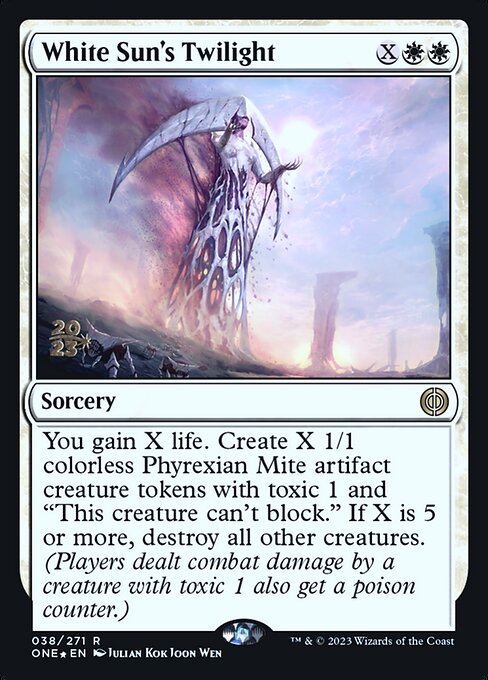 White Sun's Twilight X
20
23
Sorcery
You gain X life. Create X 1/1
colorless Phyrexian Mite artifact
creature tokens with toxic 1 and
“This creature can't block.” If X is 5
or more, destroy all other creatures.
(Players dealt combat damage by a
creature with toxic 1 also get a poison
counter.)
038/271 R
ONE★EN Julian Kok Joon Wen
™ & © 2023 Wizards of the Coast